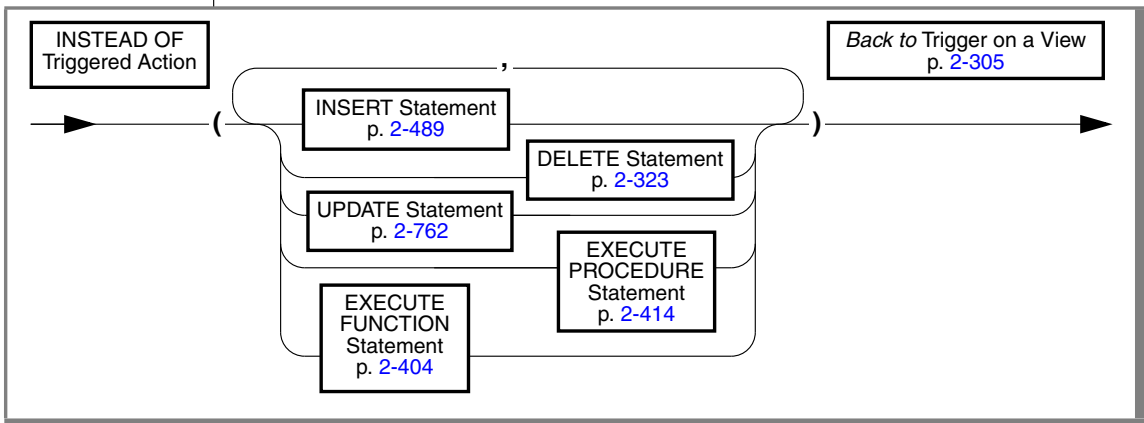 INSTEAD OF
Triggered Action
Back to Trigger on a View
p. 2-305
,
(
INSERT Statement
p. 2-489
)
DELETE Statement
p. 2-323
UPDATE Statement
p. 2-762
EXECUTE
PROCEDURE
Statement
p. 2-414
EXECUTE
FUNCTION
Statement
p. 2-404